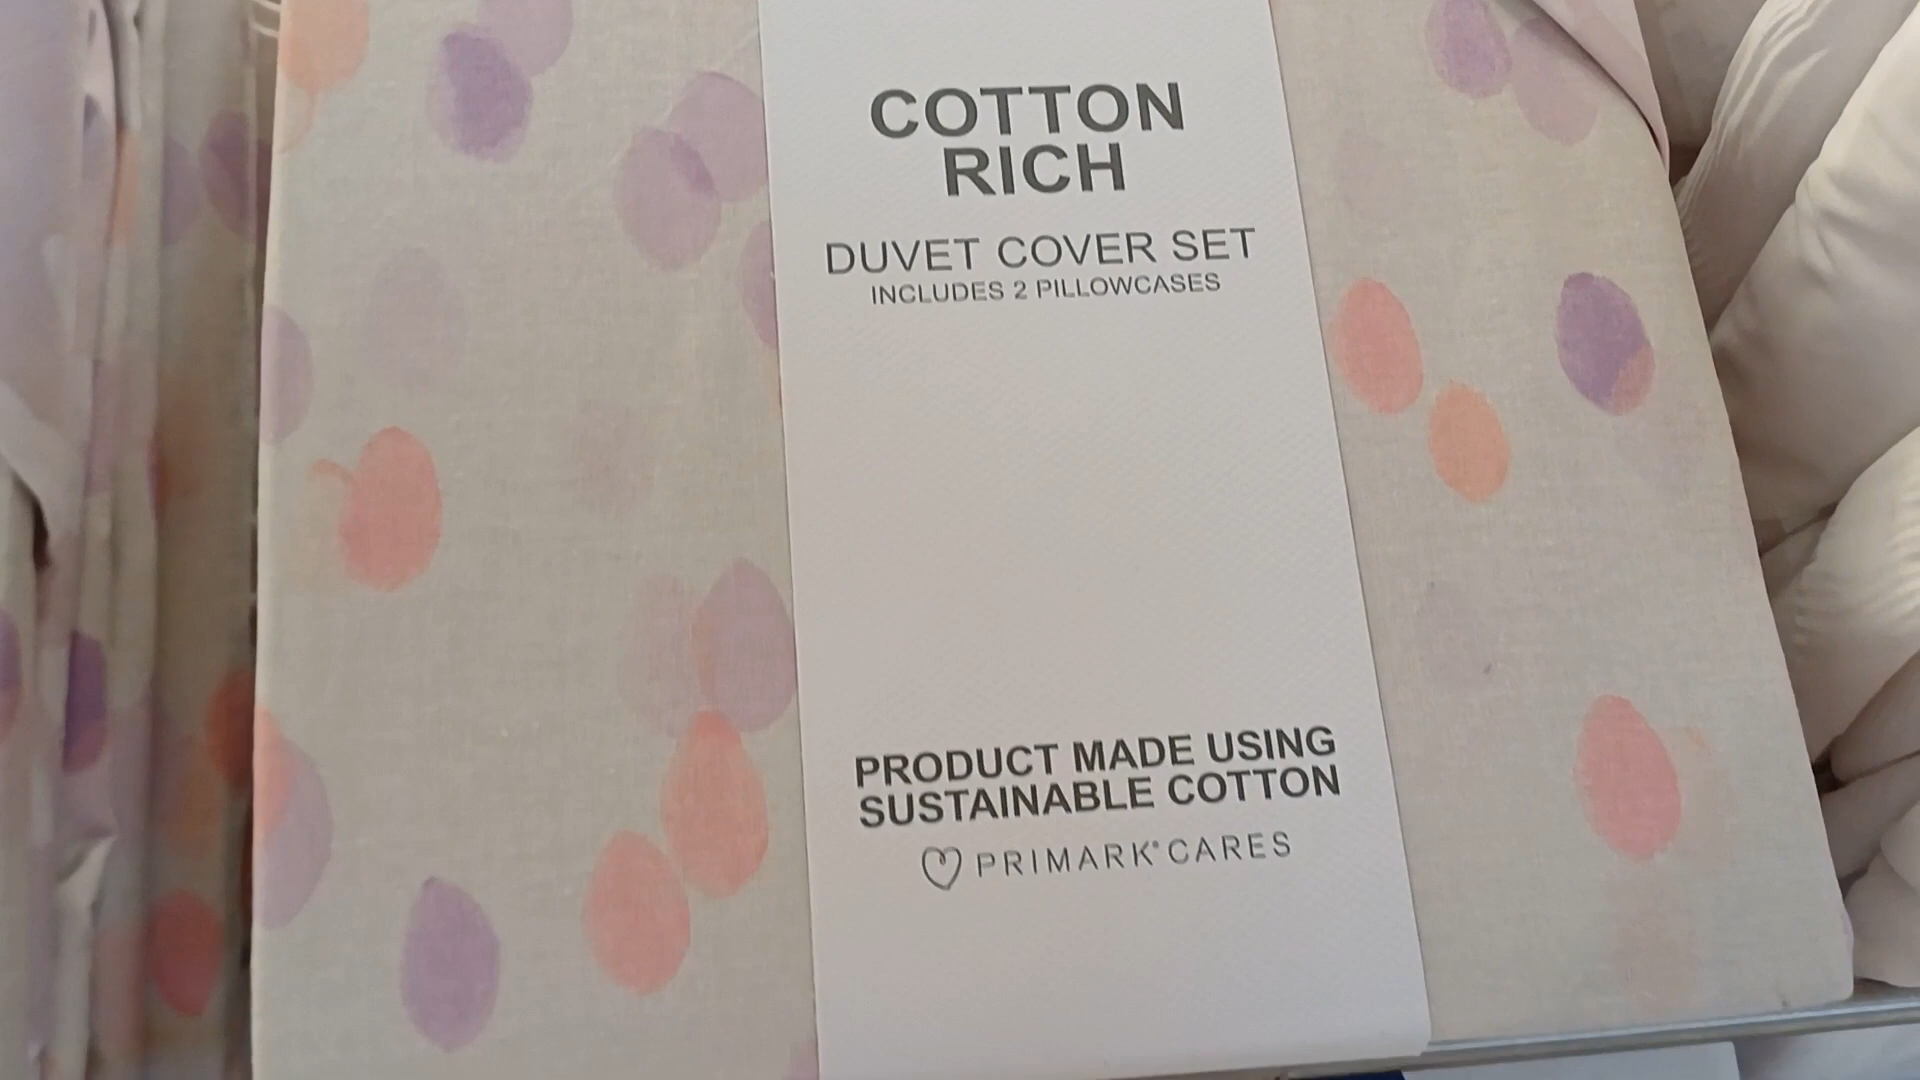 COTTON
RICH
DUVET COVER SET
INCLUDES 2 PILLOWCASES
PRODUCT MADE USING
SUSTAINABLE COTTON
PRIMARK® CARES